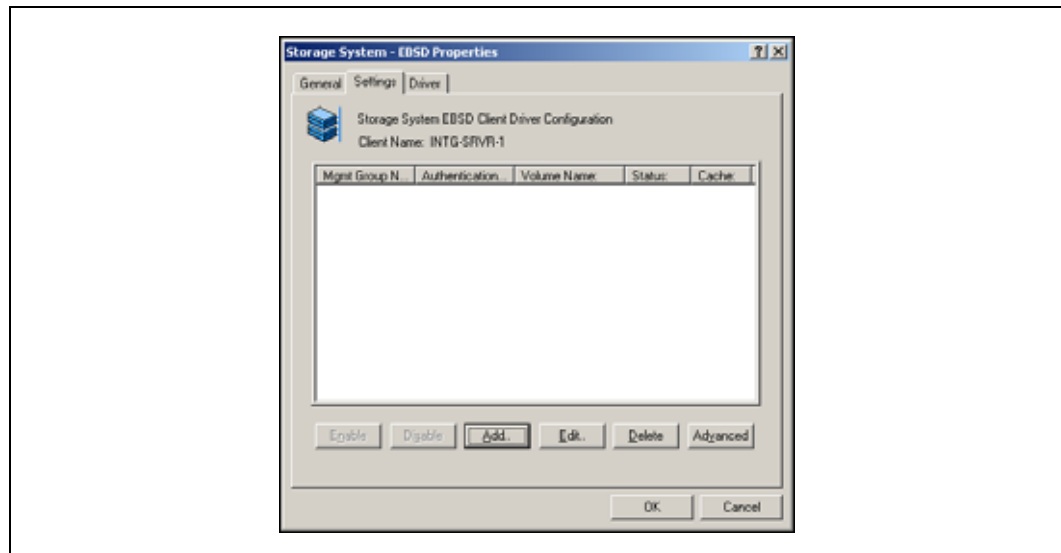 Storage System - EBSD Properties
General Settings Driver
Storage System EBSD Client Driver Configuration
Client Name: INTG-SRVR-1
Mgmt Group N... Authentication... Volume Name: Status: Cache:
Enable Disable Add.. Edit.. Delete Advanced
OK Cancel